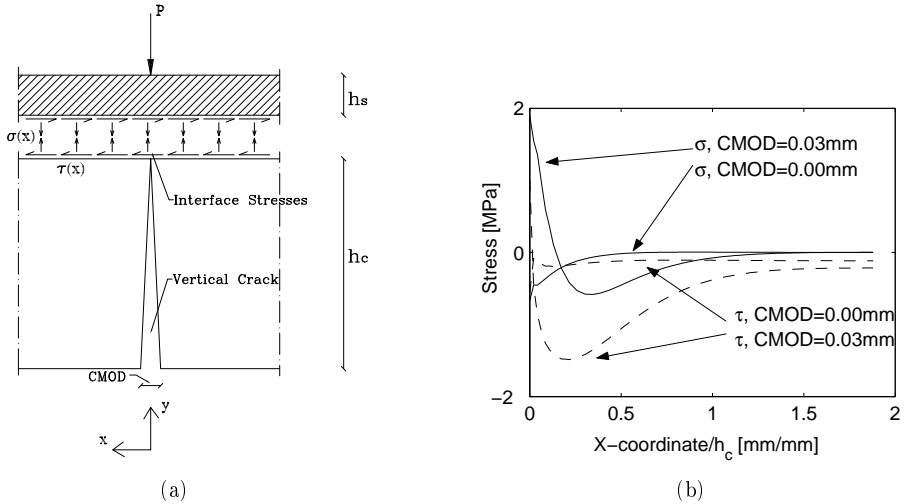 P
hs
σ(x)
τ(x)
Interface Stresses
hc
Vertical Crack
CMOD
y
x
(a)
2
σ, CMOD=0.03mm
σ, CMOD=0.00mm
Stress [MPa]
0
τ, CMOD=0.00mm
τ, CMOD=0.03mm
−2
0 0.5 1 1.5 2
X−coordinate/h_c [mm/mm]
(b)